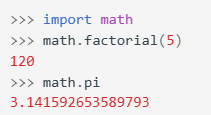 >>> import math
>>> math.factorial(5)
120
>>> math.pi
3.141592653589793